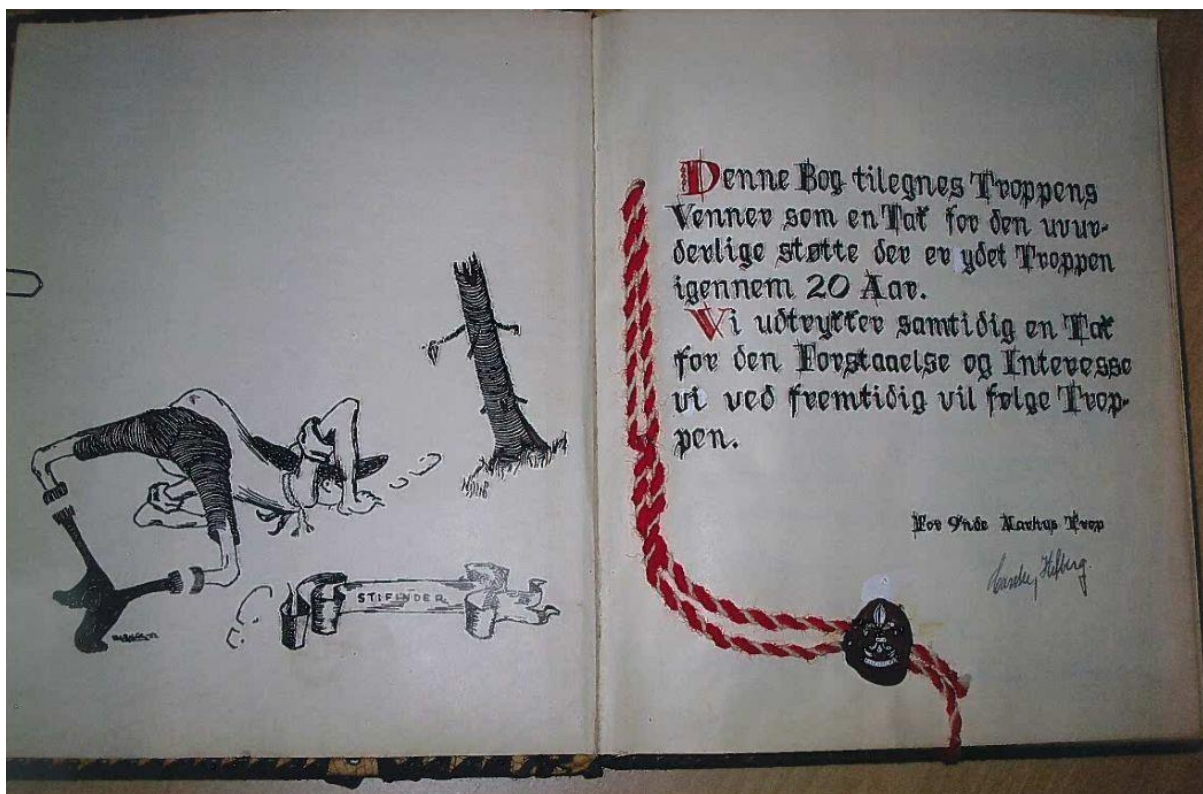 STIFINDER
Denne Bog tilegnes Troppens
Venner som en Tak for den uvur-
derlige støtte der er ydet Troppen
igennem 20 Aar.
Vi udtrykker samtidig en Tak
for den Forstaaelse og Interesse
vi ved fremtidig vil følge Trop-
pen.
For 9'nde Aarhus Trop